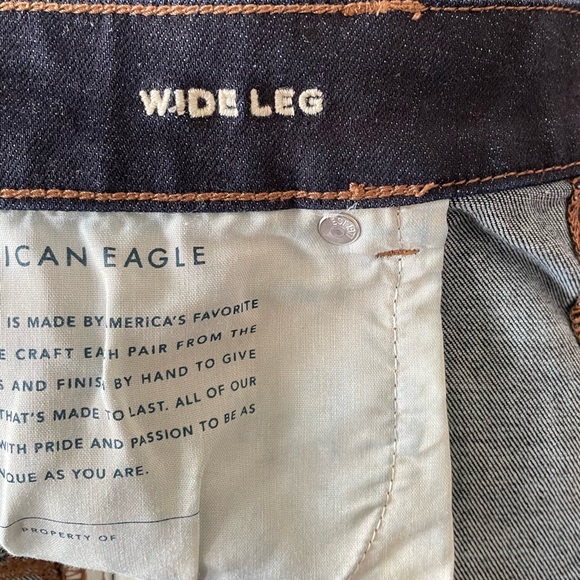 WIDE LEG
ICAN EAGLE
IS MADE BY MERICA'S FAVORITE
E CRAFT EAH PAIR FROM THE
S AND FINIS BY HAND TO GIVE
THAT'S MADE TO LAST. ALL OF OUR
WITH PRIDE AND PASSION TO BE AS
NQUE AS YOU ARE.
PROPERTY OF